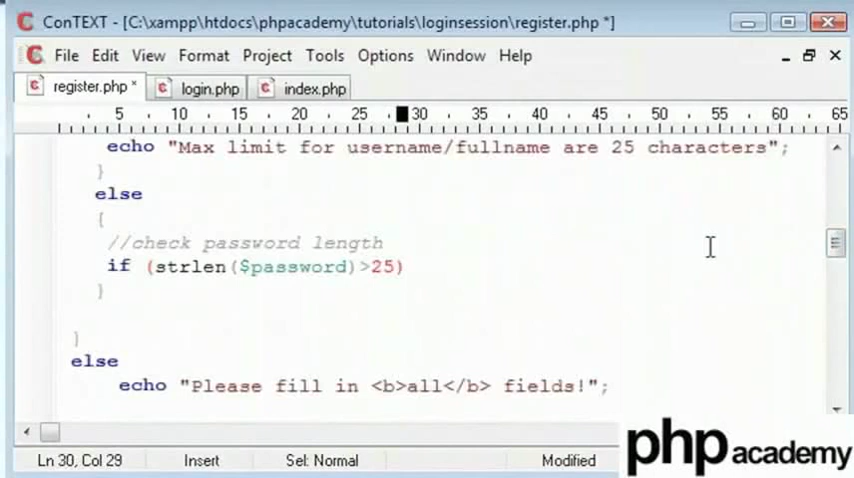 ConTEXT - [C:\xampp\htdocs\phpacademy\tutorials\loginsession\register.php *]
File Edit View Format Project Tools Options Window Help
register.php * login.php index.php
5 10 15 20 25 30 35 40 45 50 55 60 65
echo "Max limit for username/fullname are 25 characters";
}
else
{
//check password length
if (strlen($password)>25)
}
}
else
echo "Please fill in <b>all</b> fields!";
Ln 30, Col 29 Insert Sel: Normal Modified
php academy